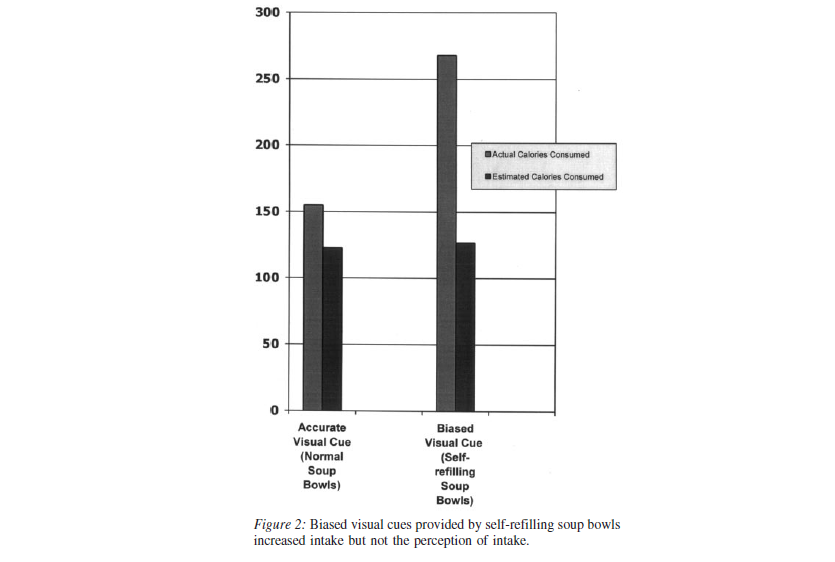 300
250
200
150
100
50
0
Actual Calories Consumed
Estimated Calories Consumed
Accurate
Visual Cue
(Normal
Soup
Bowls)
Biased
Visual Cue
(Self-
refilling
Soup
Bowls)
Figure 2: Biased visual cues provided by self-refilling soup bowls
increased intake but not the perception of intake.